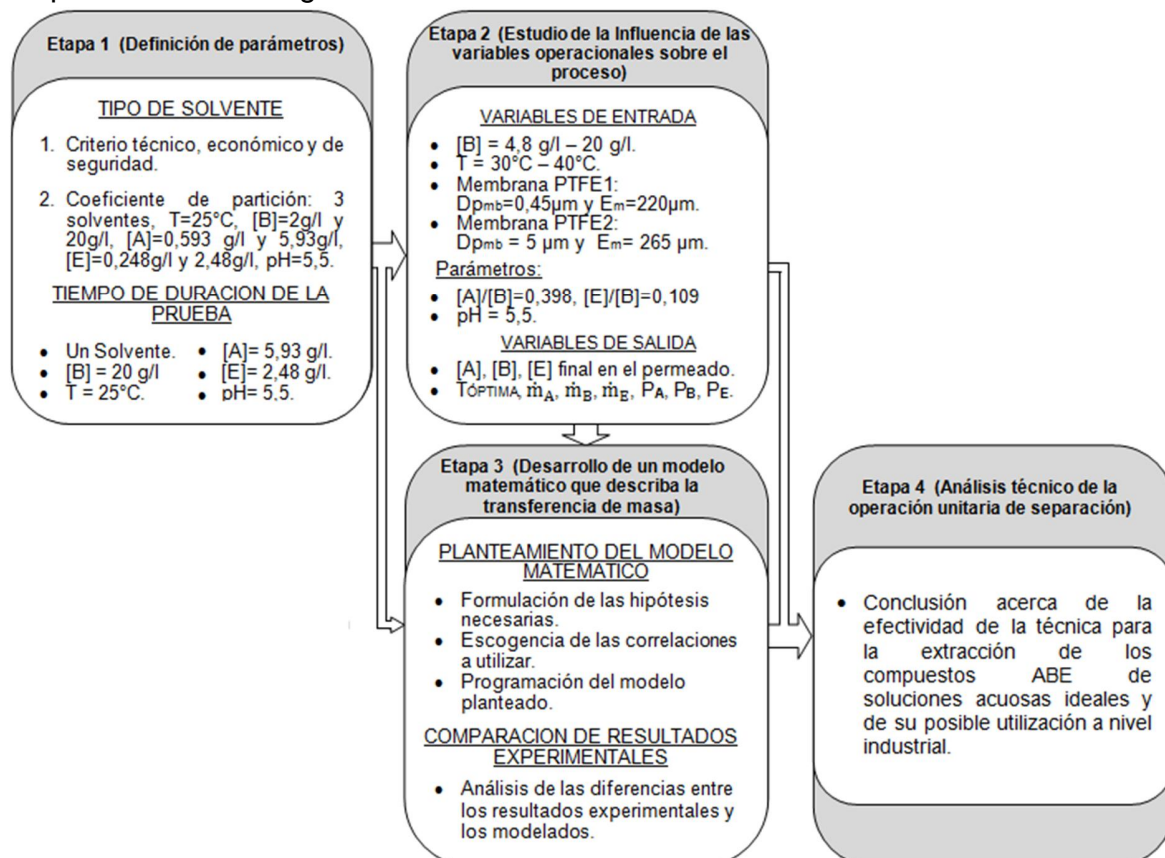 Etapa 1 (Definición de parámetros)
TIPO DE SOLVENTE
1. Criterio técnico, económico y de
seguridad.
2. Coeficiente de partición: 3
solventes, T=25°C, [B]=2g/l y
20g/l, [A]=0,593 g/l y 5,93g/l,
[E]=0,248g/l y 2,48g/l, pH=5,5.
TIEMPO DE DURACION DE LA
PRUEBA
• Un Solvente.
• [B] = 20 g/l
• T = 25°C.
• [A]= 5,93 g/l.
• [E]= 2,48 g/l.
• pH= 5,5.
Etapa 2 (Estudio de la Influencia de las
variables operacionales sobre el
proceso)
VARIABLES DE ENTRADA
• [B] = 4,8 g/l – 20 g/l.
• T = 30°C – 40°C.
• Membrana PTFE1:
Dpmb=0,45µm y Em=220µm.
• Membrana PTFE2:
Dpmb = 5 µm y Em= 265 µm.
Parámetros:
• [A]/[B]=0,398, [E]/[B]=0,109
• pH = 5,5.
VARIABLES DE SALIDA
• [A], [B], [E] final en el permeado.
• TÓPTIMA, ṁA, ṁB, ṁE, PA, PB, PE.
Etapa 3 (Desarrollo de un modelo
matemático que describa la
transferencia de masa)
PLANTEAMIENTO DEL MODELO
MATEMATICO
• Formulación de las hipótesis
necesarias.
• Escogencia de las correlaciones
a utilizar.
• Programación del modelo
planteado.
COMPARACION DE RESULTADOS
EXPERIMENTALES
• Análisis de las diferencias entre
los resultados experimentales y
los modelados.
Etapa 4 (Análisis técnico de la
operación unitaria de separación)
• Conclusión acerca de la
efectividad de la técnica para
la extracción de los
compuestos ABE de
soluciones acuosas ideales y
de su posible utilización a nivel
industrial.